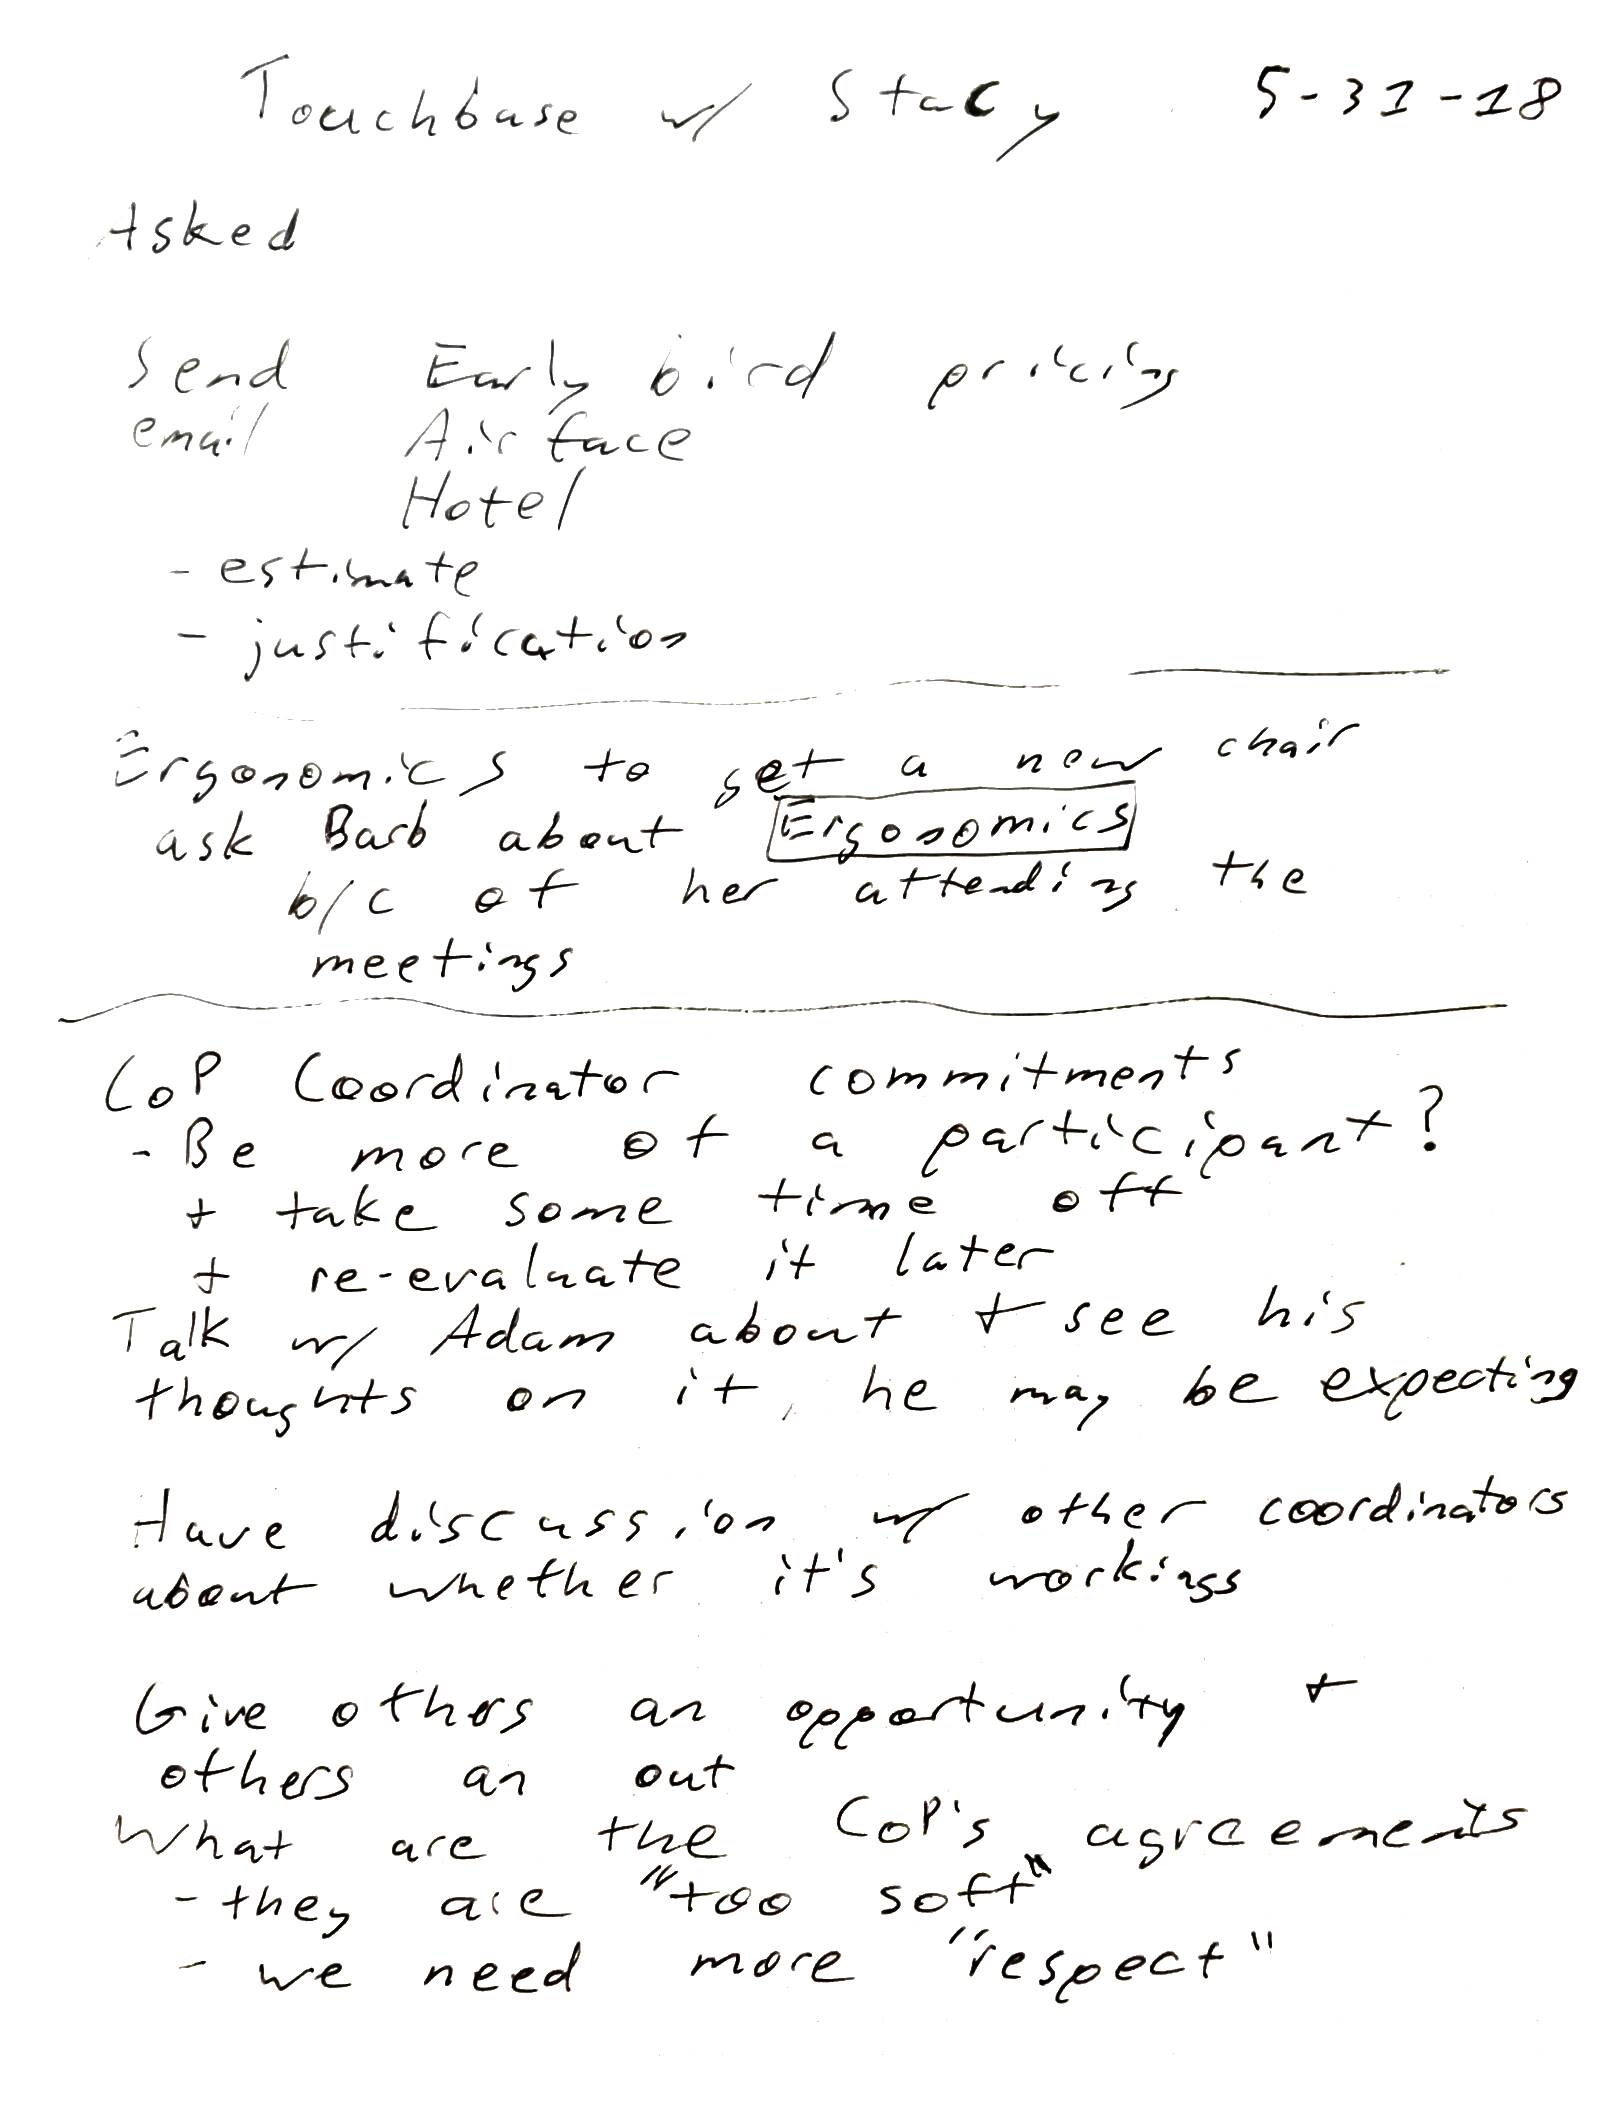 Touchbase w/ Stacy 5-31-18
Asked
Send Early bird pricing
email Airface
Hotel
- estimate
- justification
Ergonomics to get a new chair
ask Barb about Ergonomics
b/c of her attending the
meetings
CoP Coordinator commitments
- Be more of a participant?
+ take some time off
+ re-evaluate it later
Talk w/ Adam about + see his
thoughts on it, he may be expecting
Have discussion w/ other coordinators
about whether it's workings
Give others an opportunity +
others an out
What are the CoP's agreements
- they are "too soft"
- we need more "respect"